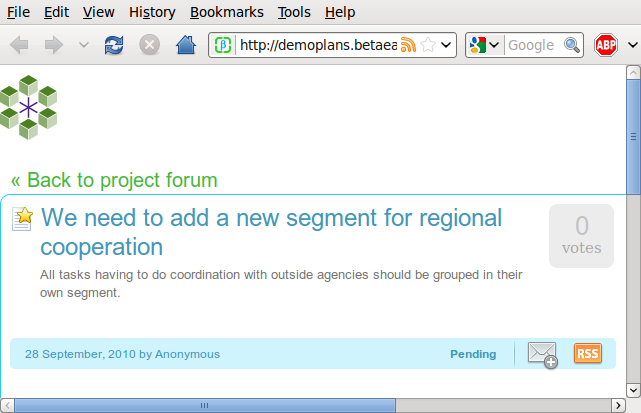 File Edit View History Bookmarks Tools Help
β http://demoplans.betaea Google ABP
« Back to project forum
We need to add a new segment for regional
cooperation
0
votes
All tasks having to do coordination with outside agencies should be grouped in their
own segment.
28 September, 2010 by Anonymous Pending RSS